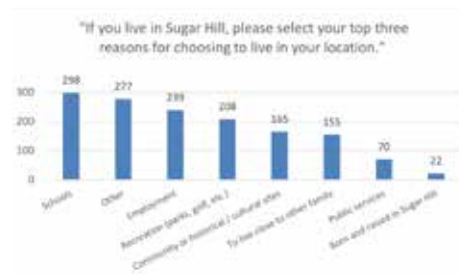 "If you live in Sugar Hill, please select your top three
reasons for choosing to live in your location."
298
277
239
208
165
155
70
22
300
200
100
0
Schools
Other
Employment
Recreation (parks, golf, etc.)
Community or historical / cultural sites
To live close to other family
Public services
Born and raised in Sugar Hill